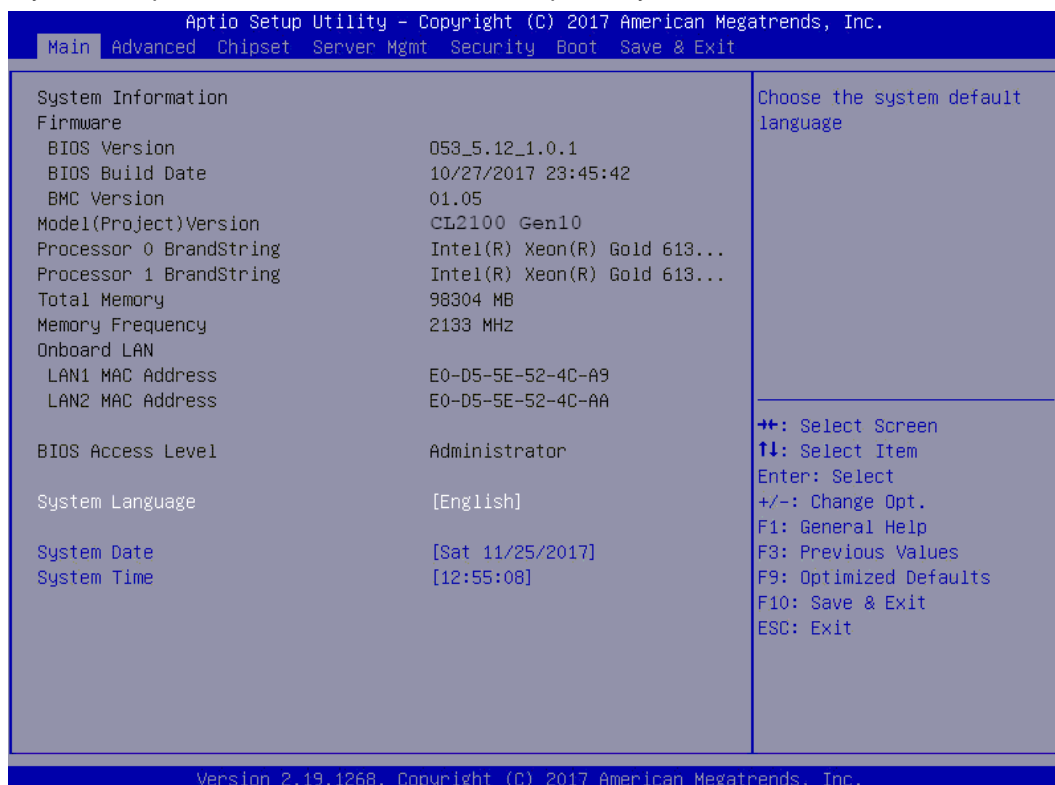 Aptio Setup Utility – Copyright (C) 2017 American Megatrends, Inc.
Main Advanced Chipset Server Mgmt Security Boot Save & Exit
System Information
Firmware
BIOS Version 053_5.12_1.0.1
BIOS Build Date 10/27/2017 23:45:42
BMC Version 01.05
Model(Project)Version CL2100 Gen10
Processor 0 BrandString Intel(R) Xeon(R) Gold 613...
Processor 1 BrandString Intel(R) Xeon(R) Gold 613...
Total Memory 98304 MB
Memory Frequency 2133 MHz
Onboard LAN
LAN1 MAC Address E0-D5-5E-52-4C-A9
LAN2 MAC Address E0-D5-5E-52-4C-AA
BIOS Access Level Administrator
System Language [English]
System Date [Sat 11/25/2017]
System Time [12:55:08]
Choose the system default
language
→←: Select Screen
↑↓: Select Item
Enter: Select
+/-: Change Opt.
F1: General Help
F3: Previous Values
F9: Optimized Defaults
F10: Save & Exit
ESC: Exit
Version 2.19.1268. Copyright (C) 2017 American Megatrends, Inc.